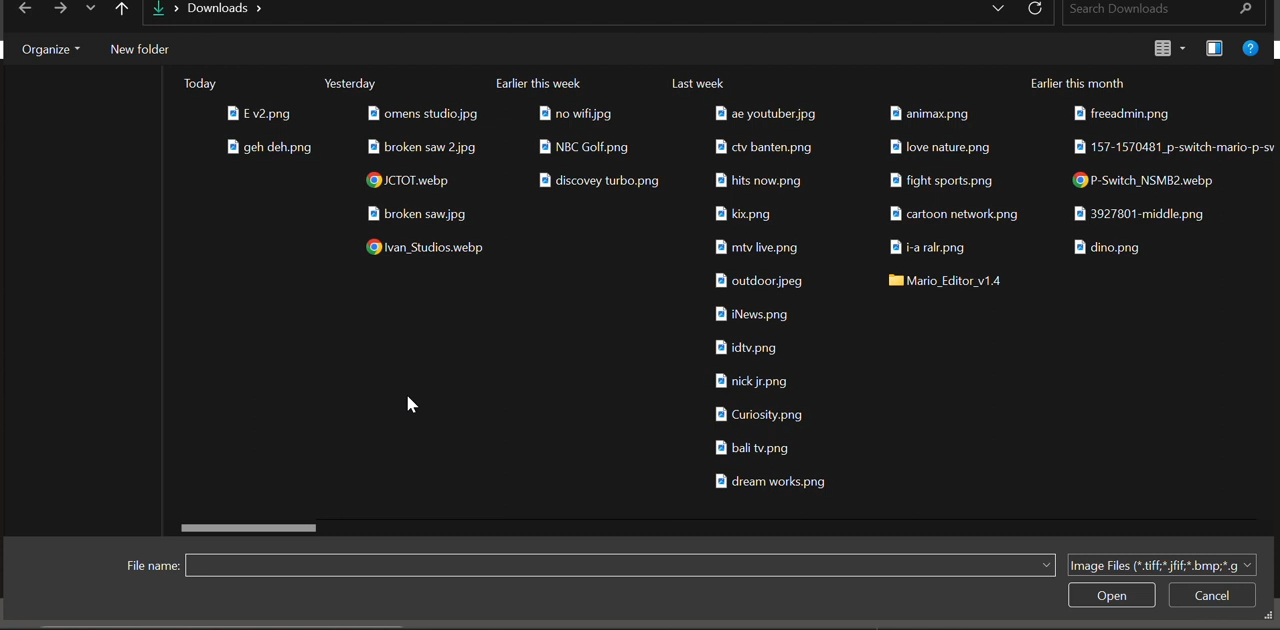 Downloads
Search Downloads
Organize
New folder
Today
E v2.png
geh deh.png
Yesterday
omens studio.jpg
broken saw 2.jpg
JCTOT.webp
broken saw.jpg
Ivan_Studios.webp
Earlier this week
no wifi.jpg
NBC Golf.png
discovey turbo.png
Last week
ae youtuber.jpg
ctv banten.png
hits now.png
kix.png
mtv live.png
outdoor.jpeg
iNews.png
idtv.png
nick jr.png
Curiosity.png
bali tv.png
dream works.png
animax.png
love nature.png
fight sports.png
cartoon network.png
i-a ralr.png
Mario_Editor_v1.4
Earlier this month
freeadmin.png
157-1570481_p-switch-mario-p-sv
P-Switch_NSMB2.webp
3927801-middle.png
dino.png
File name:
Image Files (*.tiff;*.jfif;*.bmp;*.g
Open
Cancel